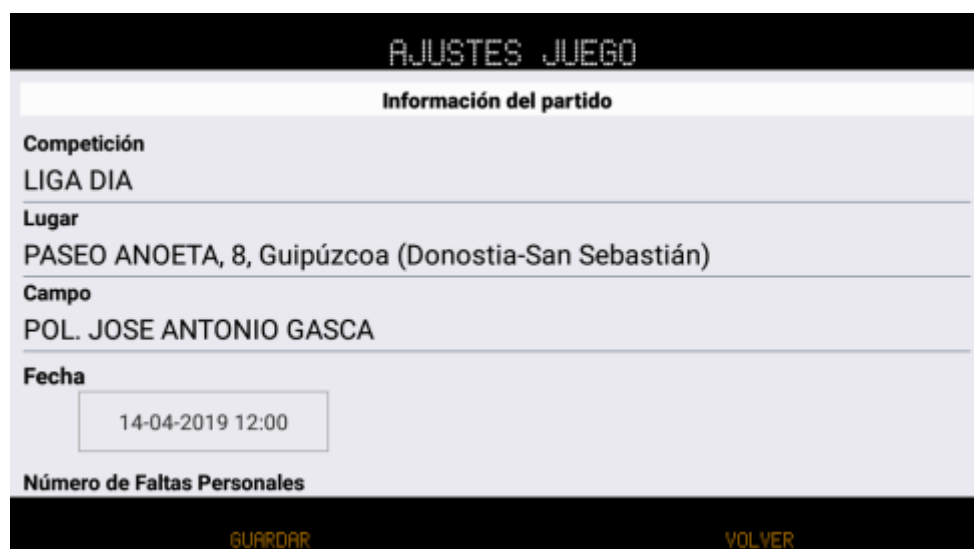 AJUSTES JUEGO
Información del partido
Competición
LIGA DIA
Lugar
PASEO ANOETA, 8, Guipúzcoa (Donostia-San Sebastián)
Campo
POL. JOSE ANTONIO GASCA
Fecha
14-04-2019 12:00
Número de Faltas Personales
GUARDAR VOLVER